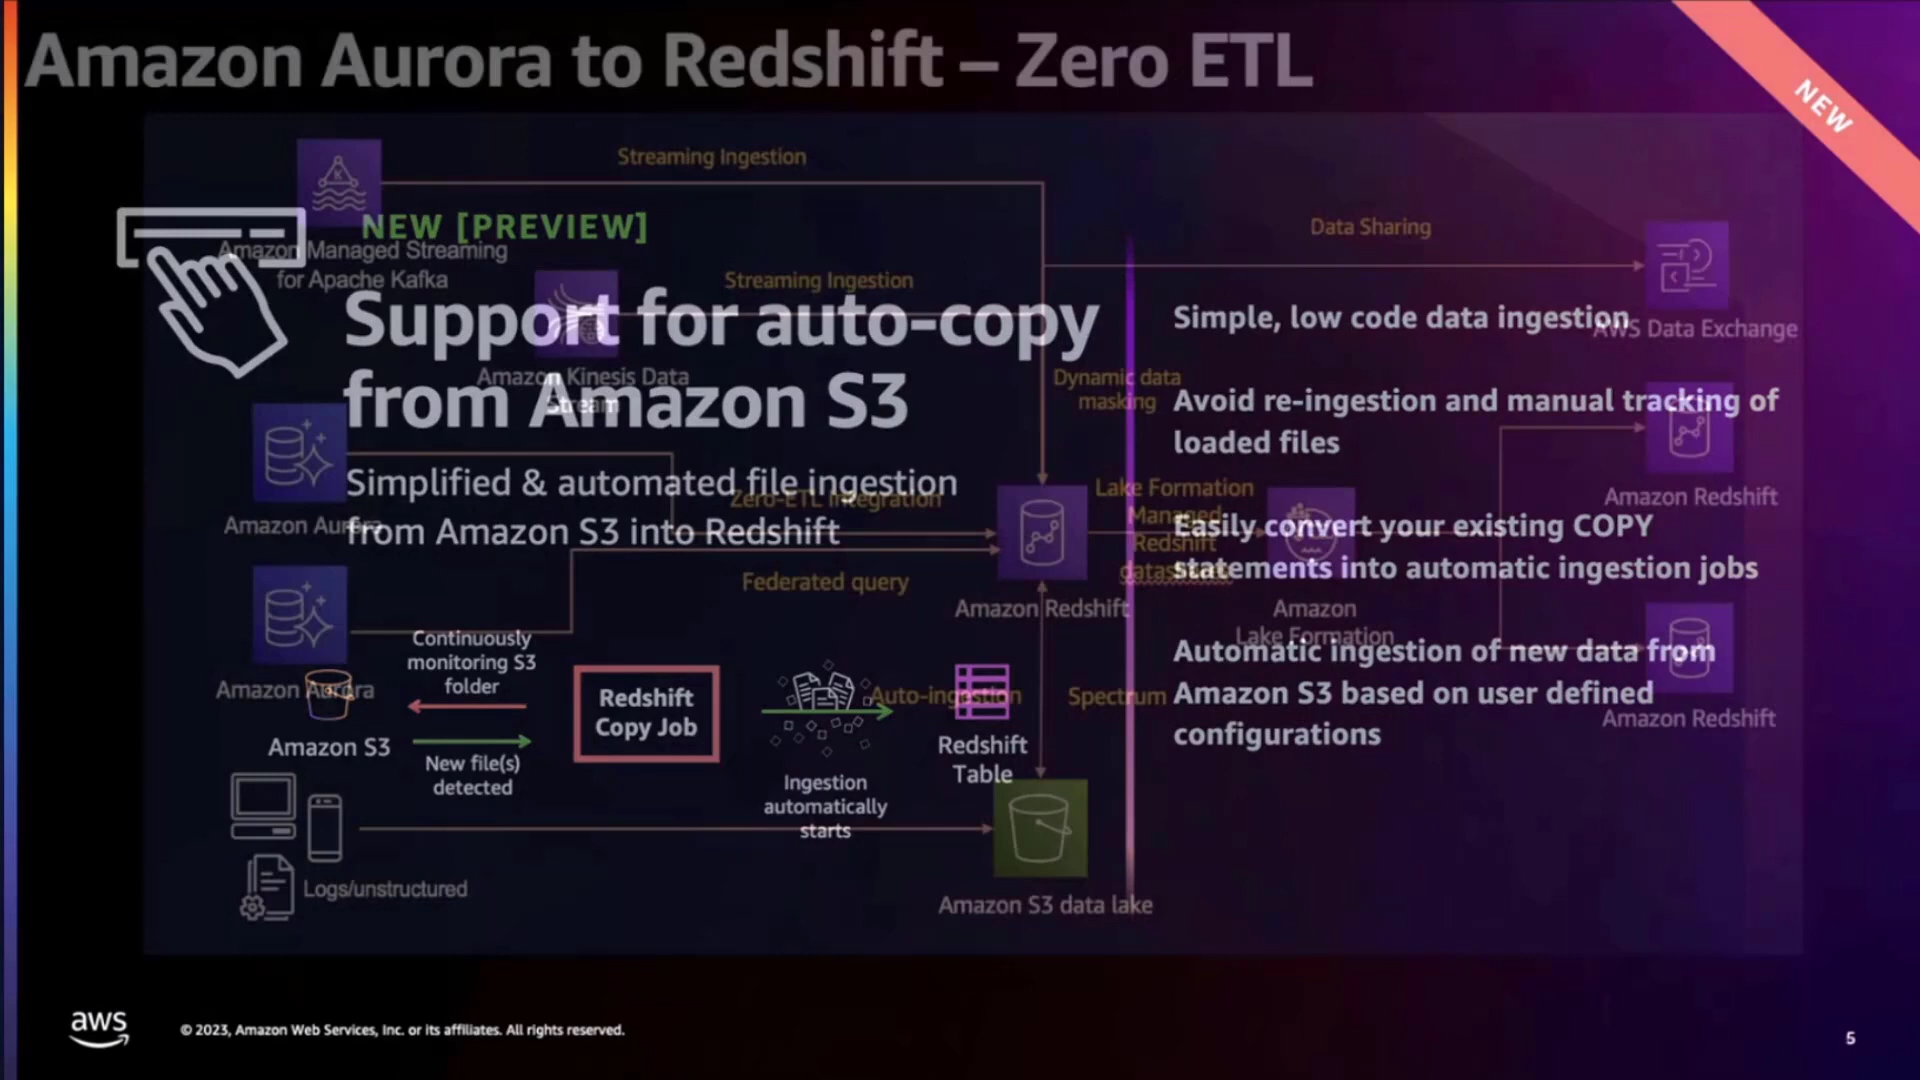 Amazon Aurora to Redshift – Zero ETL
NEW
Streaming Ingestion
Amazon Managed Streaming
for Apache Kafka
NEW [PREVIEW]
Data Sharing
AWS Data Exchange
Streaming Ingestion
Amazon Kinesis Data
Stream
Support for auto-copy
from Amazon S3
Simplified & automated file ingestion
from Amazon S3 into Redshift
Simple, low code data ingestion
Avoid re-ingestion and manual tracking of
loaded files
Easily convert your existing COPY
statements into automatic ingestion jobs
Automatic ingestion of new data from
Amazon S3 based on user defined
configurations
Dynamic data
masking
Amazon Aurora
Zero-ETL integration
Federated query
Amazon Redshift
Lake Formation
Managed
Redshift
Amazon
Lake Formation
Amazon Redshift
Amazon Redshift
Amazon Aurora
Continuously
monitoring S3
folder
Amazon S3
New file(s)
detected
Redshift
Copy Job
Auto-ingestion
Ingestion
automatically
starts
Redshift
Table
Spectrum
Logs/unstructured
Amazon S3 data lake
aws
© 2023, Amazon Web Services, Inc. or its affiliates. All rights reserved.
5